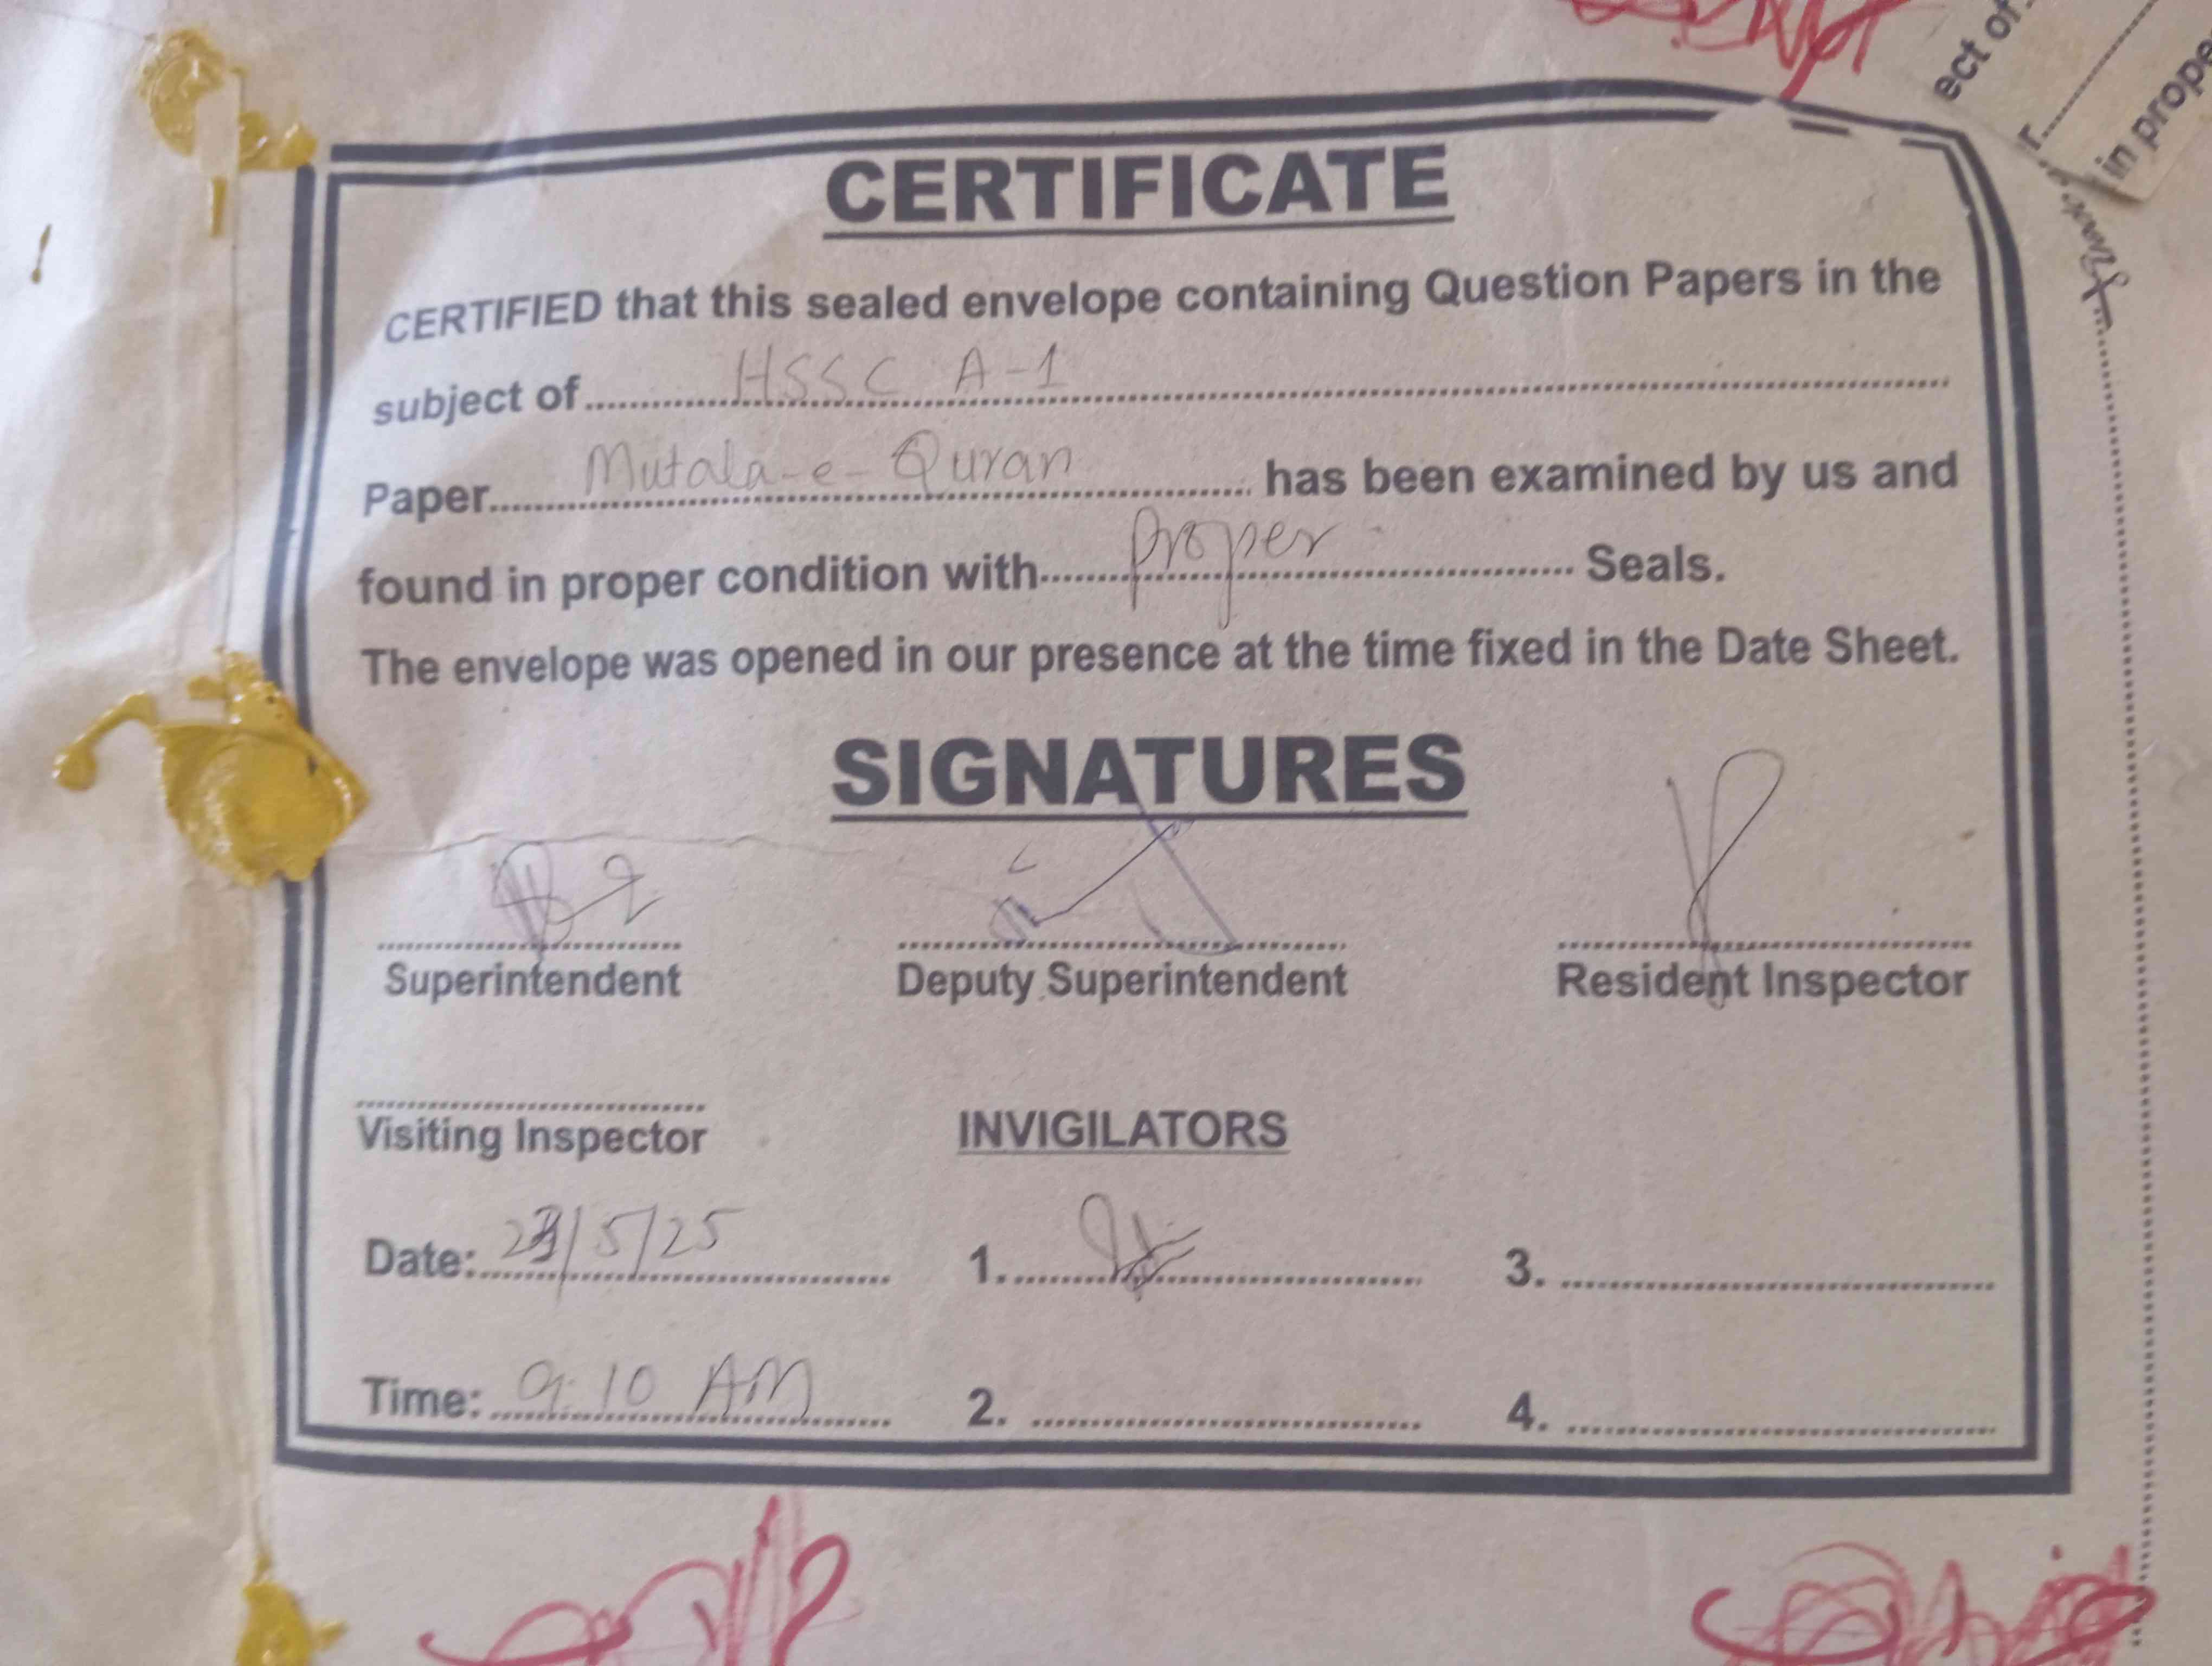 CERTIFICATE
CERTIFIED that this sealed envelope containing Question Papers in the
subject of HSSC A-1
Paper Mutala-e-Quran has been examined by us and
found in proper condition with proper Seals.
The envelope was opened in our presence at the time fixed in the Date Sheet.
SIGNATURES
Superintendent Deputy Superintendent Resident Inspector
Visiting Inspector INVIGILATORS
Date: /5/25 1. 3.
Time: 9:10 AM 2. 4.
ect of
r
in prope